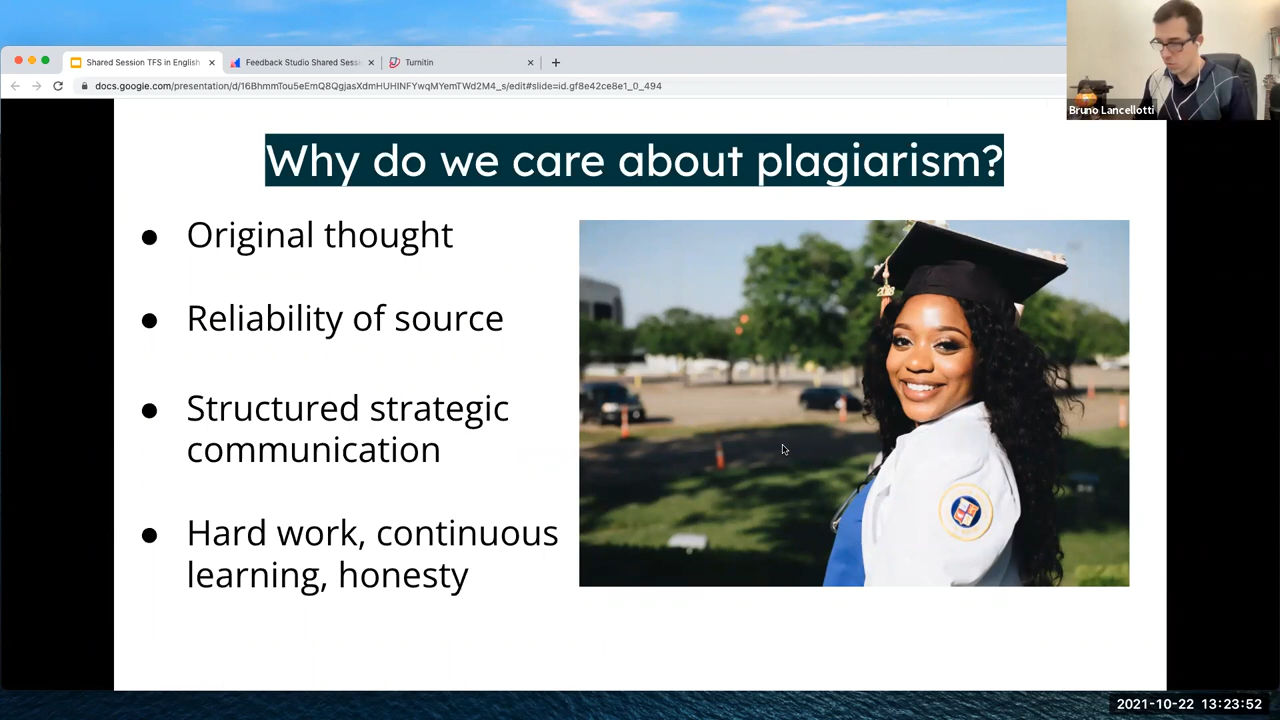 Shared Session TFS in English
Feedback Studio Shared Sess
Turnitin
docs.google.com/presentation/d/16BhmmTou5eEmQ8QgjasXdmHUHINFYwqMYemTWd2M4_s/edit#slide=id.gf8e42ce8e1_0_494
Bruno Lancellotti
Why do we care about plagiarism?
● Original thought
● Reliability of source
● Structured strategic
communication
● Hard work, continuous
learning, honesty
2021-10-22 13:23:52